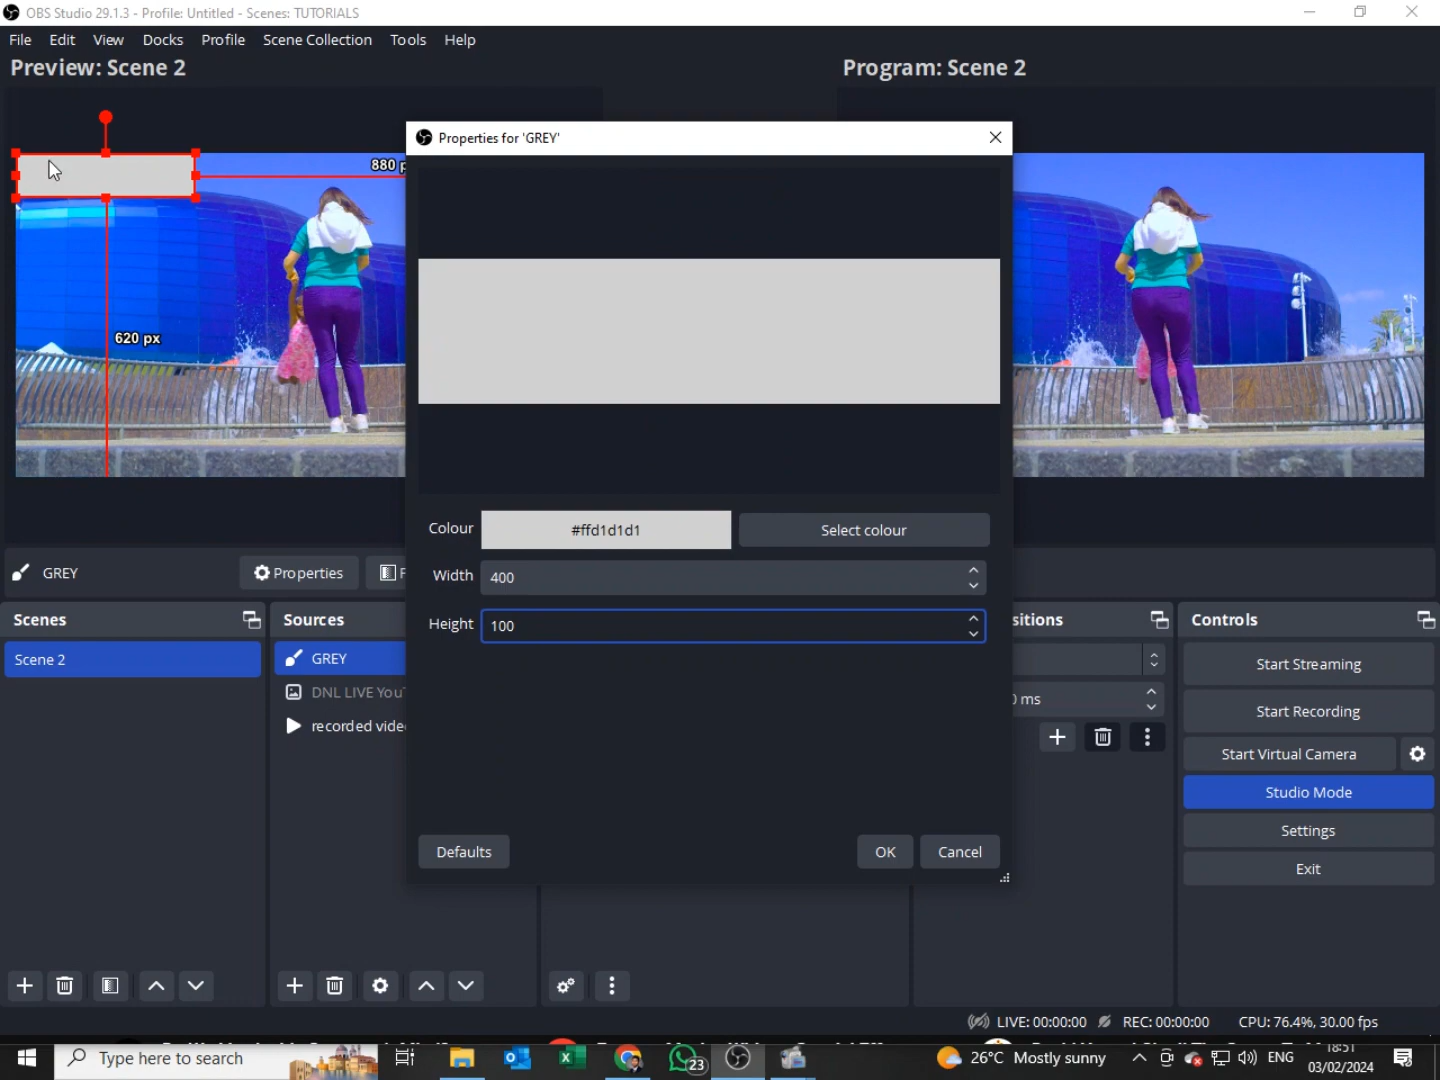 OBS Studio 29.1.3 - Profile: Untitled - Scenes: TUTORIALS
File Edit View Docks Profile Scene Collection Tools Help
Preview: Scene 2
Program: Scene 2
Properties for 'GREY'
880 p
620 px
Colour #ffd1d1d1 Select colour
Width 400
Height 100
Defaults OK Cancel
GREY Properties
Scenes
Scene 2
Sources
GREY
DNL LIVE YouT
recorded vide
sitions
0 ms
Controls
Start Streaming
Start Recording
Start Virtual Camera
Studio Mode
Settings
Exit
LIVE: 00:00:00 REC: 00:00:00 CPU: 76.4%, 30.00 fps
Type here to search
23
26°C Mostly sunny
ENG
18:51
03/02/2024